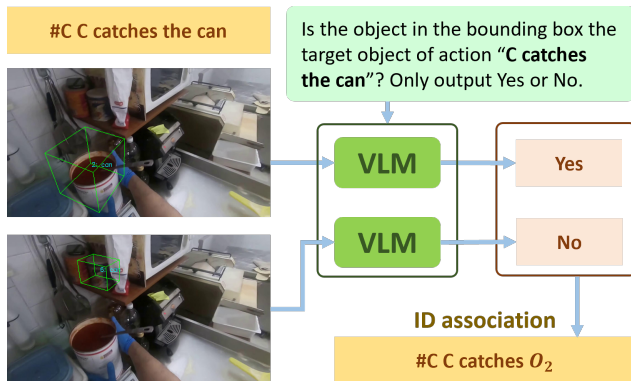 #C C catches the can
Is the object in the bounding box the
target object of action “C catches
the can”? Only output Yes or No.
VLM
Yes
VLM
No
ID association
#C C catches O₂